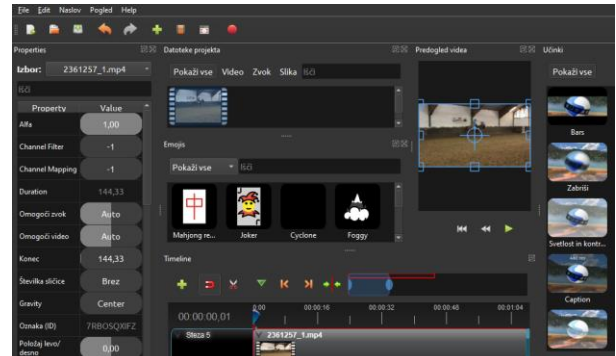 File Edit Naslov Pogled Help
Properties
Izbor: 2361257_1.mp4
Išči
Property Value
Alfa 1,00
Channel Filter -1
Channel Mapping -1
Duration 144,33
Omogoči zvok Auto
Omogoči video Auto
Konec 144,33
Številka sličice Brez
Gravity Center
Oznaka (ID) 7RBOSQXIFZ
Položaj levo/desno 0,00
Datoteke projekta
Pokaži vse Video Zvok Slika Išči
Emojis
Pokaži vse Išči
Mahjong re... Joker Cyclone Foggy
Predogled videa
Učinki
Pokaži vse
Bars
Zabriši
Svetlost in kontr...
Caption
Timeline
00:00:00,01
0:00 00:00:16 00:00:32 00:00:48 00:01:04
Steza 5
2361257_1.mp4